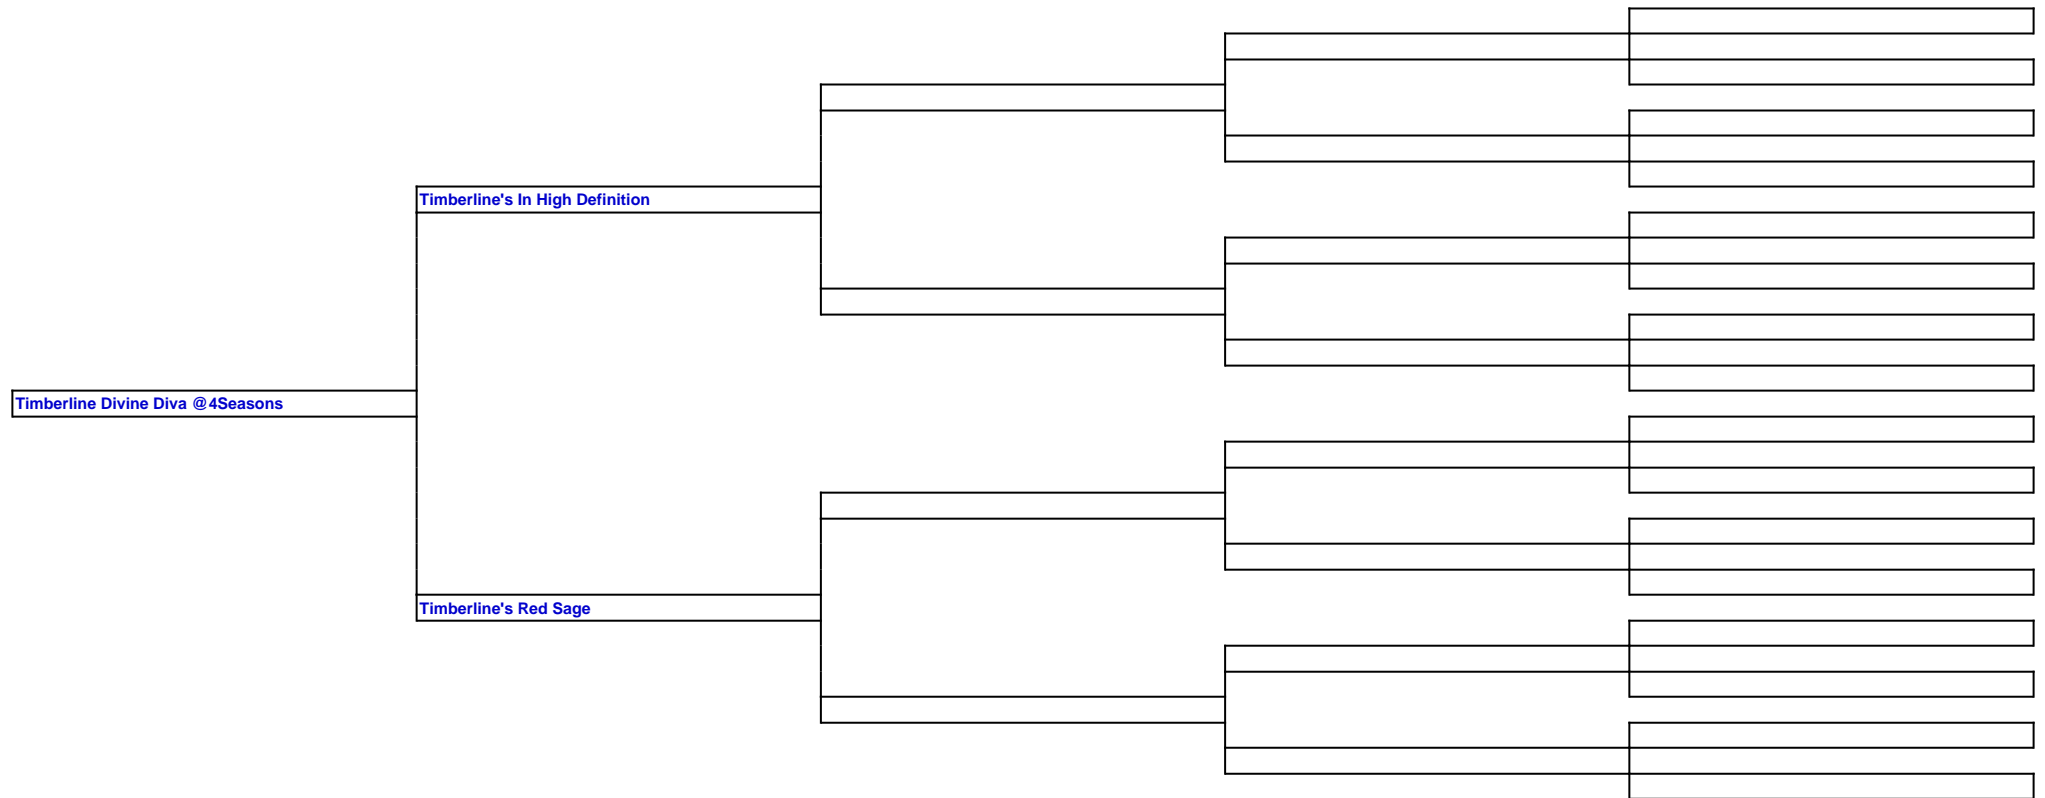 Timberline's In High Definition
Timberline Divine Diva @4Seasons
Timberline's Red Sage